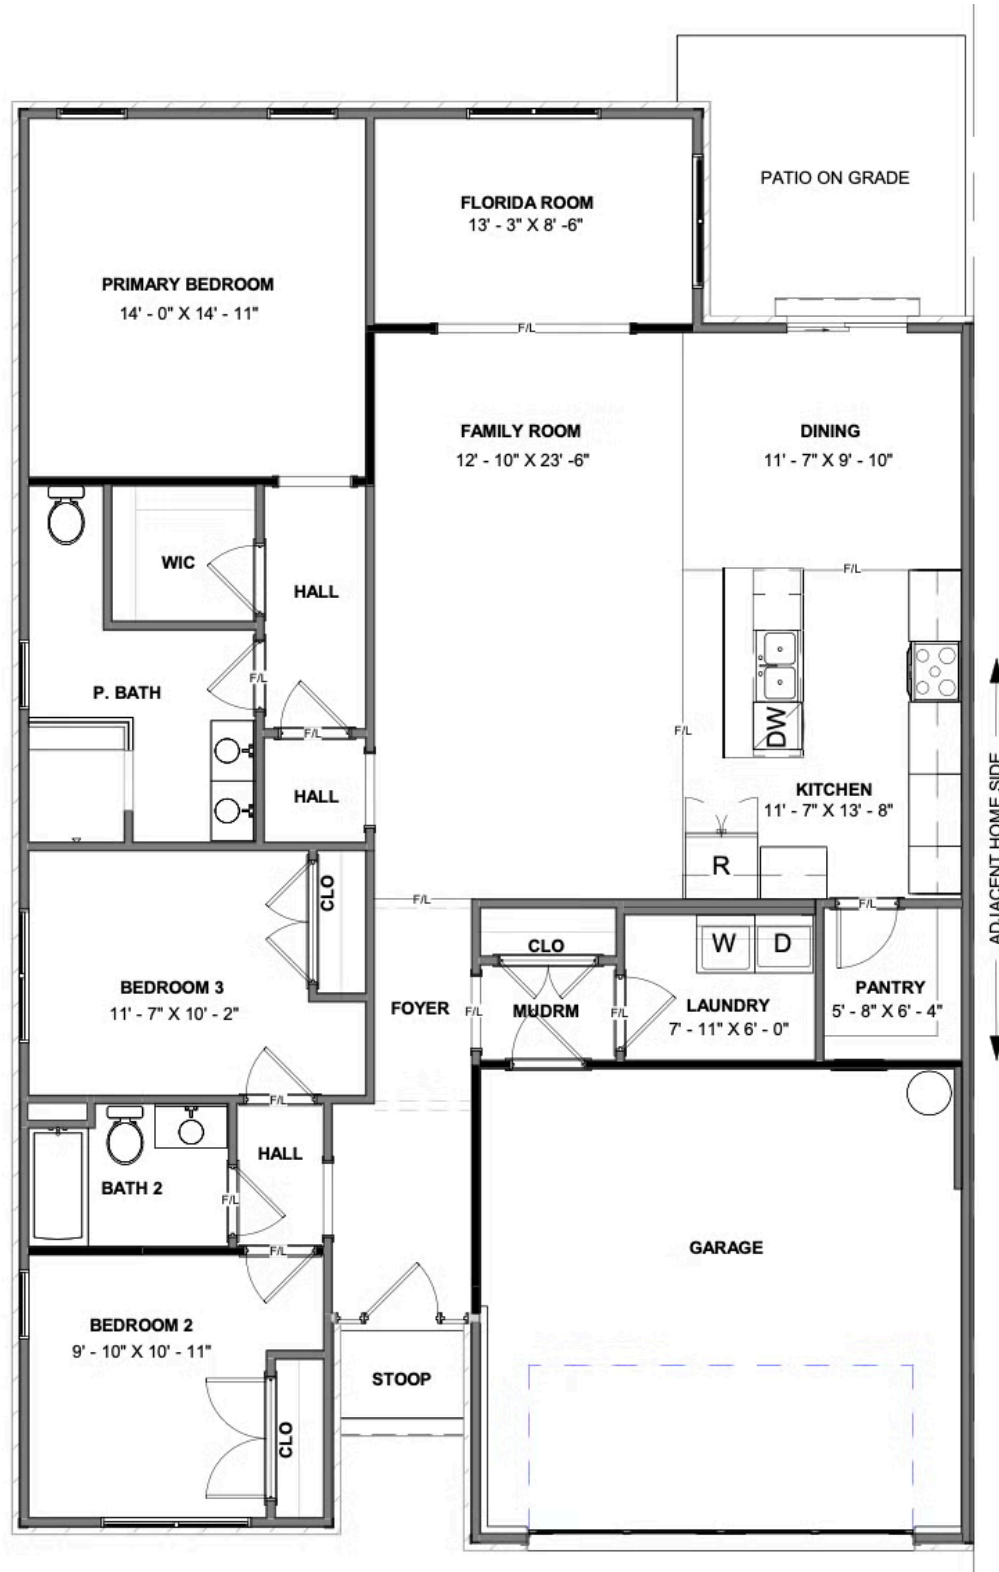 PATIO ON GRADE
FLORIDA ROOM
13' - 3" X 8' -6"
PRIMARY BEDROOM
14' - 0" X 14' - 11"
F/L
FAMILY ROOM
12' - 10" X 23' -6"
DINING
11' - 7" X 9' - 10"
WIC
HALL
F/L
F/L
P. BATH
F/L
F/L
DW
HALL
KITCHEN
11' - 7" X 13' - 8"
ADJACENT HOME SIDE
R
CLO
F/L
F/L
CLO
W
D
BEDROOM 3
11' - 7" X 10' - 2"
FOYER
F/L
MUDRM
F/L
LAUNDRY
7' - 11" X 6' - 0"
PANTRY
5' - 8" X 6' - 4"
F/L
HALL
BATH 2
F/L
F/L
GARAGE
BEDROOM 2
9' - 10" X 10' - 11"
STOOP
CLO